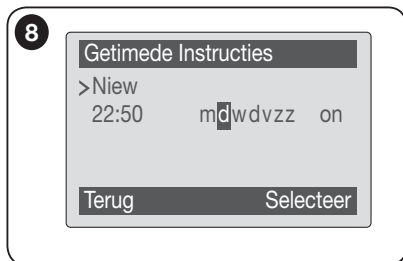 8
Getimede Instructies
>Niew
22:50 mdwdvzz on
Terug Selecteer